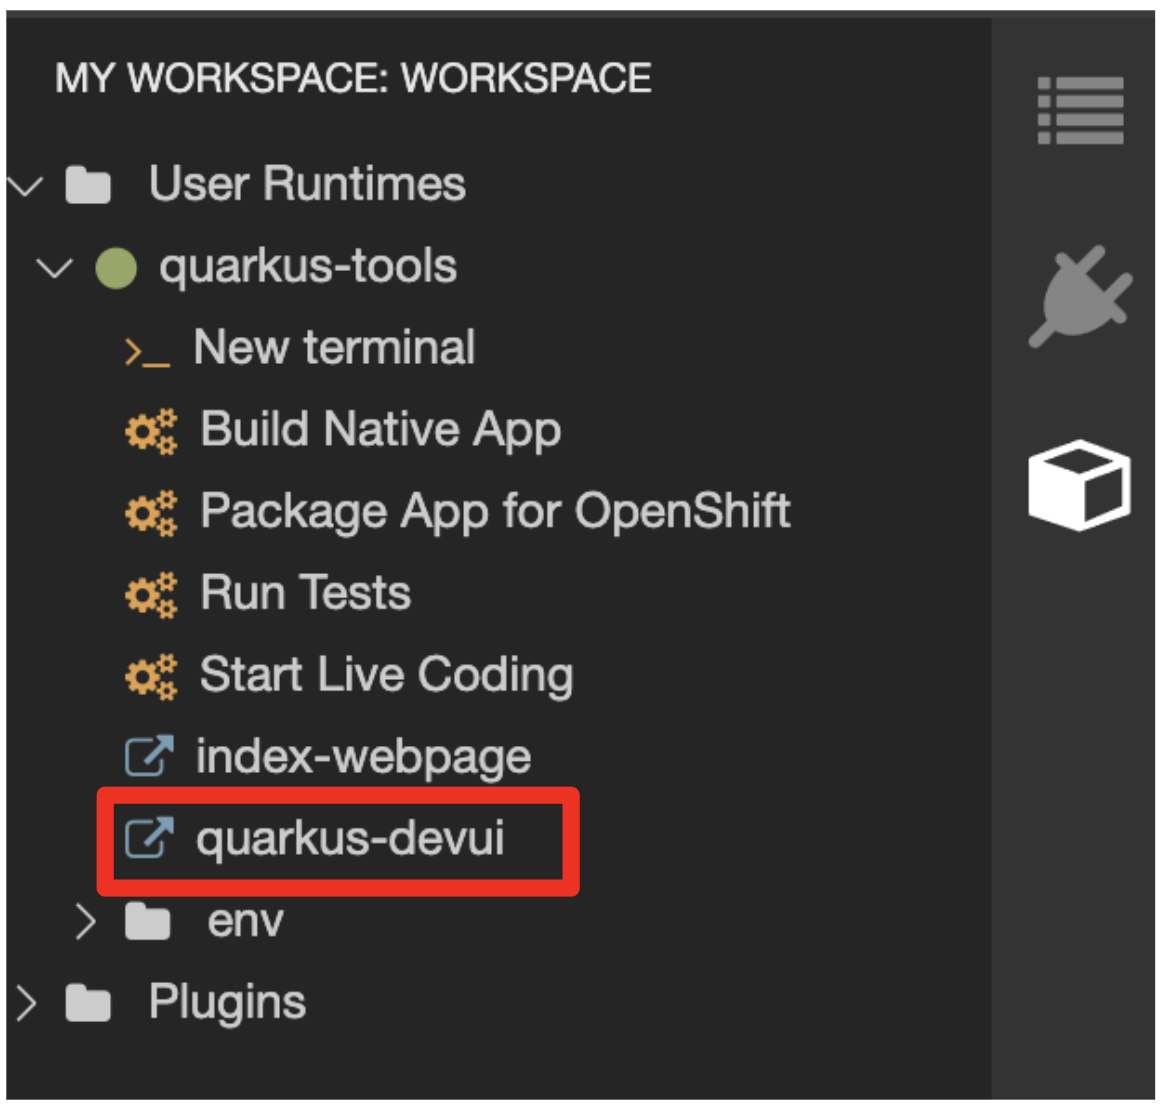 MY WORKSPACE: WORKSPACE
User Runtimes
quarkus-tools
New terminal
Build Native App
Package App for OpenShift
Run Tests
Start Live Coding
index-webpage
quarkus-devui
env
Plugins